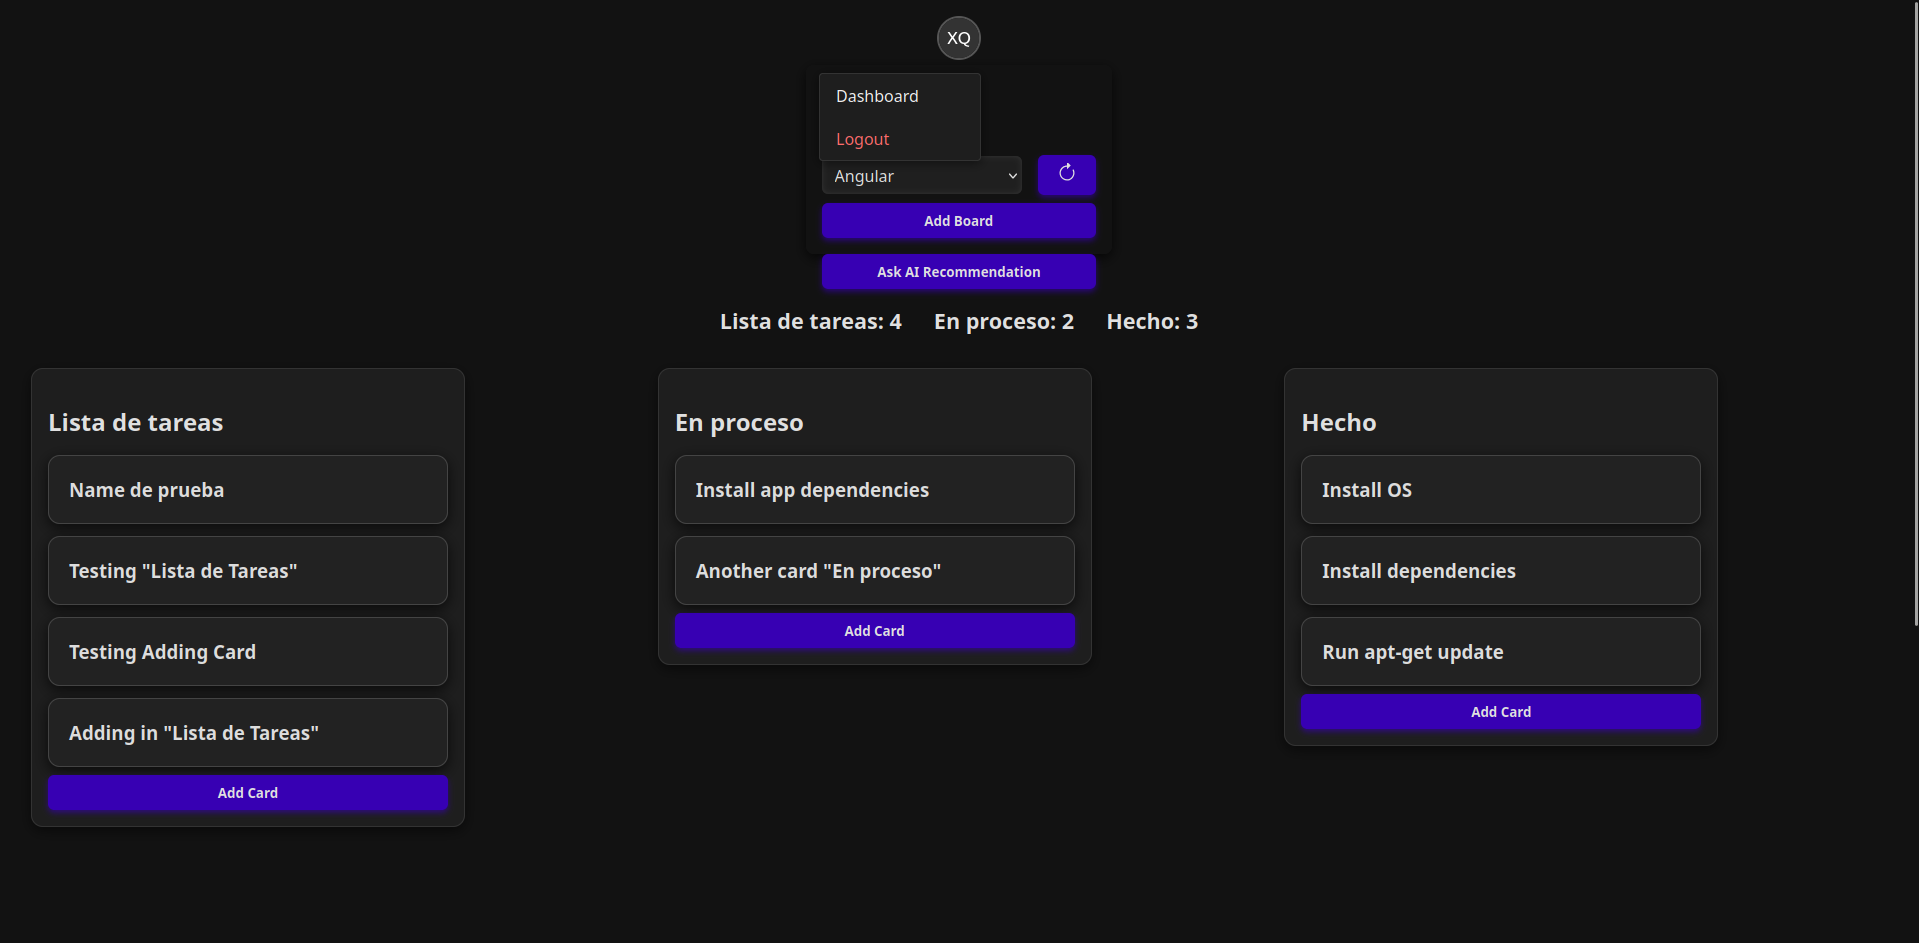 XQ
Dashboard
Logout
Angular
Add Board
Ask AI Recommendation
Lista de tareas: 4 En proceso: 2 Hecho: 3
Lista de tareas
Name de prueba
Testing "Lista de Tareas"
Testing Adding Card
Adding in "Lista de Tareas"
Add Card
En proceso
Install app dependencies
Another card "En proceso"
Add Card
Hecho
Install OS
Install dependencies
Run apt-get update
Add Card